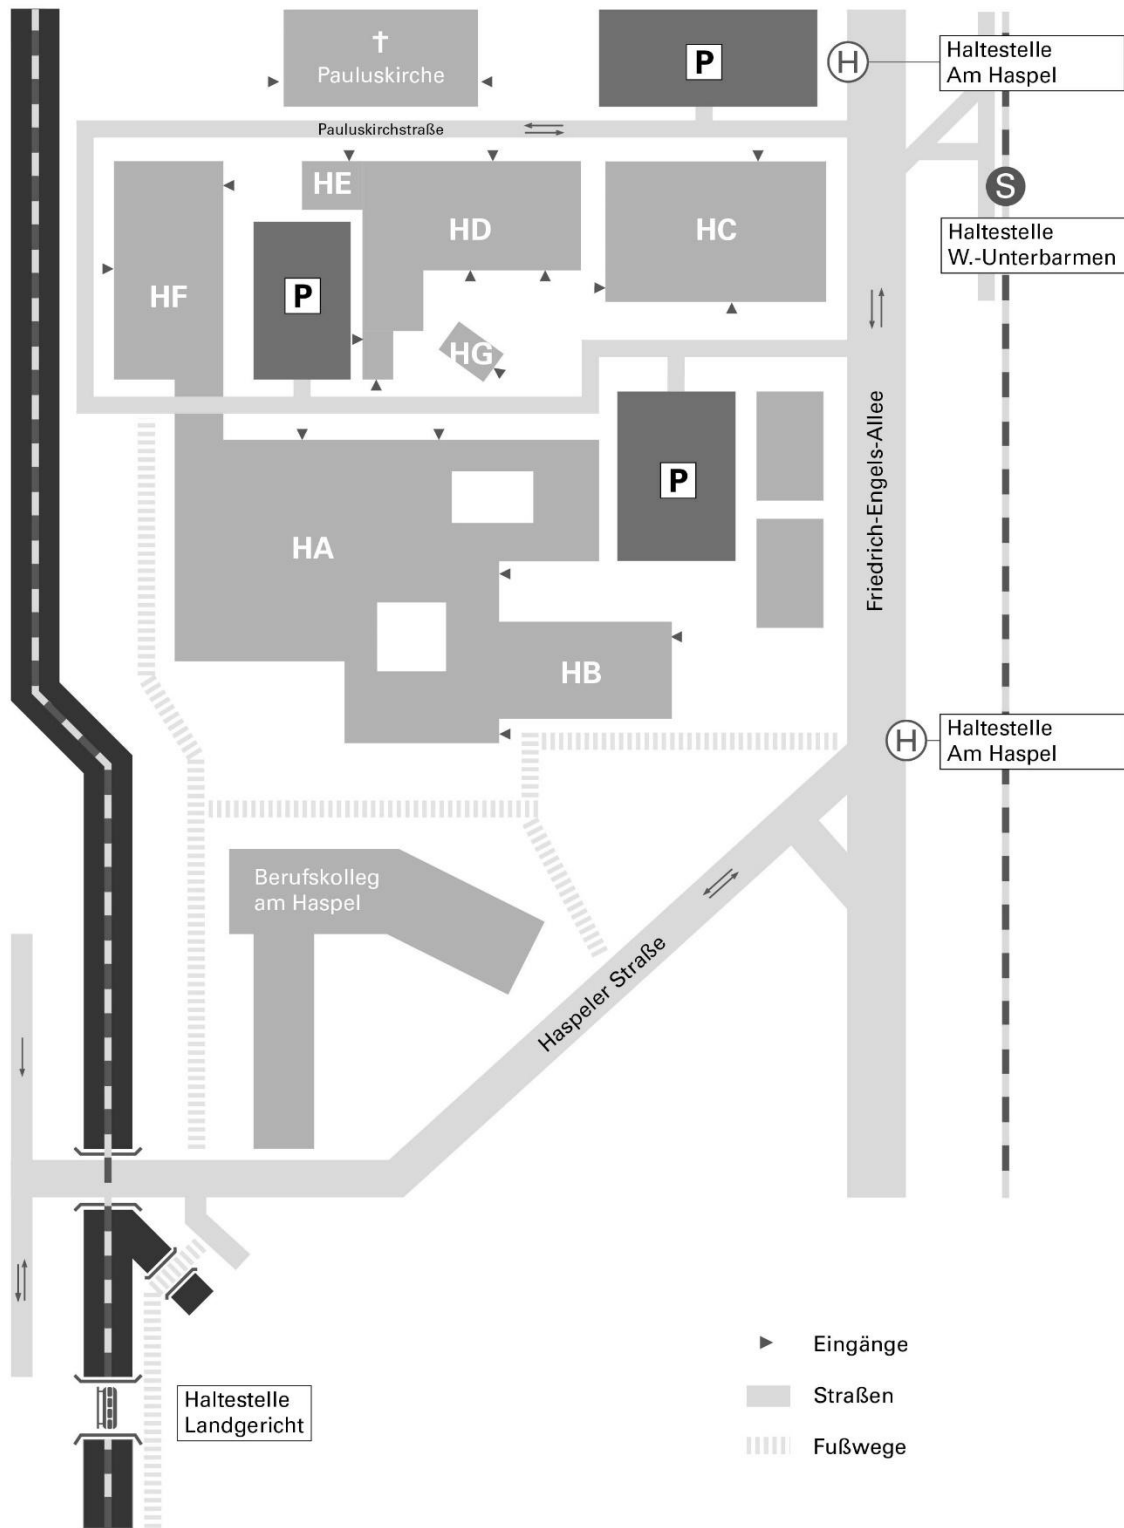 Pauluskirche
P
H
Haltestelle
Am Haspel
Pauluskirchstraße
S
Haltestelle
W.-Unterbarmen
HE
HD
HC
HF
P
HG
P
Friedrich-Engels-Allee
HA
HB
H
Haltestelle
Am Haspel
Berufskolleg
am Haspel
Haspeler Straße
Haltestelle
Landgericht
Eingänge
Straßen
Fußwege